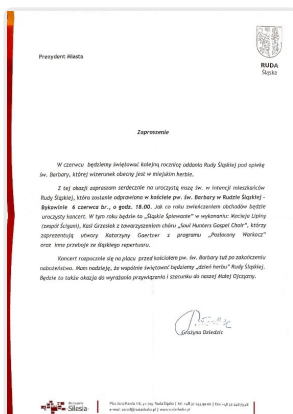 Prezydent Miasta
RUDA
Śląska
Zaproszenie
W czerwcu będziemy świętować kolejną rocznicę oddania Rudy Śląskiej pod opiekę
św. Barbary, której wizerunek obecny jest w miejskim herbie.
Z tej okazji zapraszam serdecznie na uroczystą mszę św. w intencji mieszkańców
Rudy Śląskiej, która zostanie odprawiona w kościele pw. św. Barbary w Rudzie Śląskiej -
Bykowinie 6 czerwca br., o godz. 18.00. Jak co roku zwieńczeniem obchodów będzie
uroczysty koncert. W tym roku będzie to „Śląskie Śpiewanie" w wykonaniu: Macieja Lipiny
(zespół Ścigani), Kasi Grzesiek z towarzyszeniem chóru „Soul Hunters Gospel Choir", którzy
zaprezentują utwory Katarzyny Gaertner z programu „Pozłacany Warkocz"
oraz inne przeboje ze śląskiego repertuaru.
Koncert rozpocznie się na placu przed kościołem pw. św. Barbary tuż po zakończeniu
nabożeństwa. Mam nadzieję, że wspólnie świętować będziemy „dzień herbu" Rudy Śląskiej.
Będzie to także okazja do wyrażenia przywiązania i szacunku do naszej Małej Ojczyzny.
Grażyna Dziedzic
Silesia